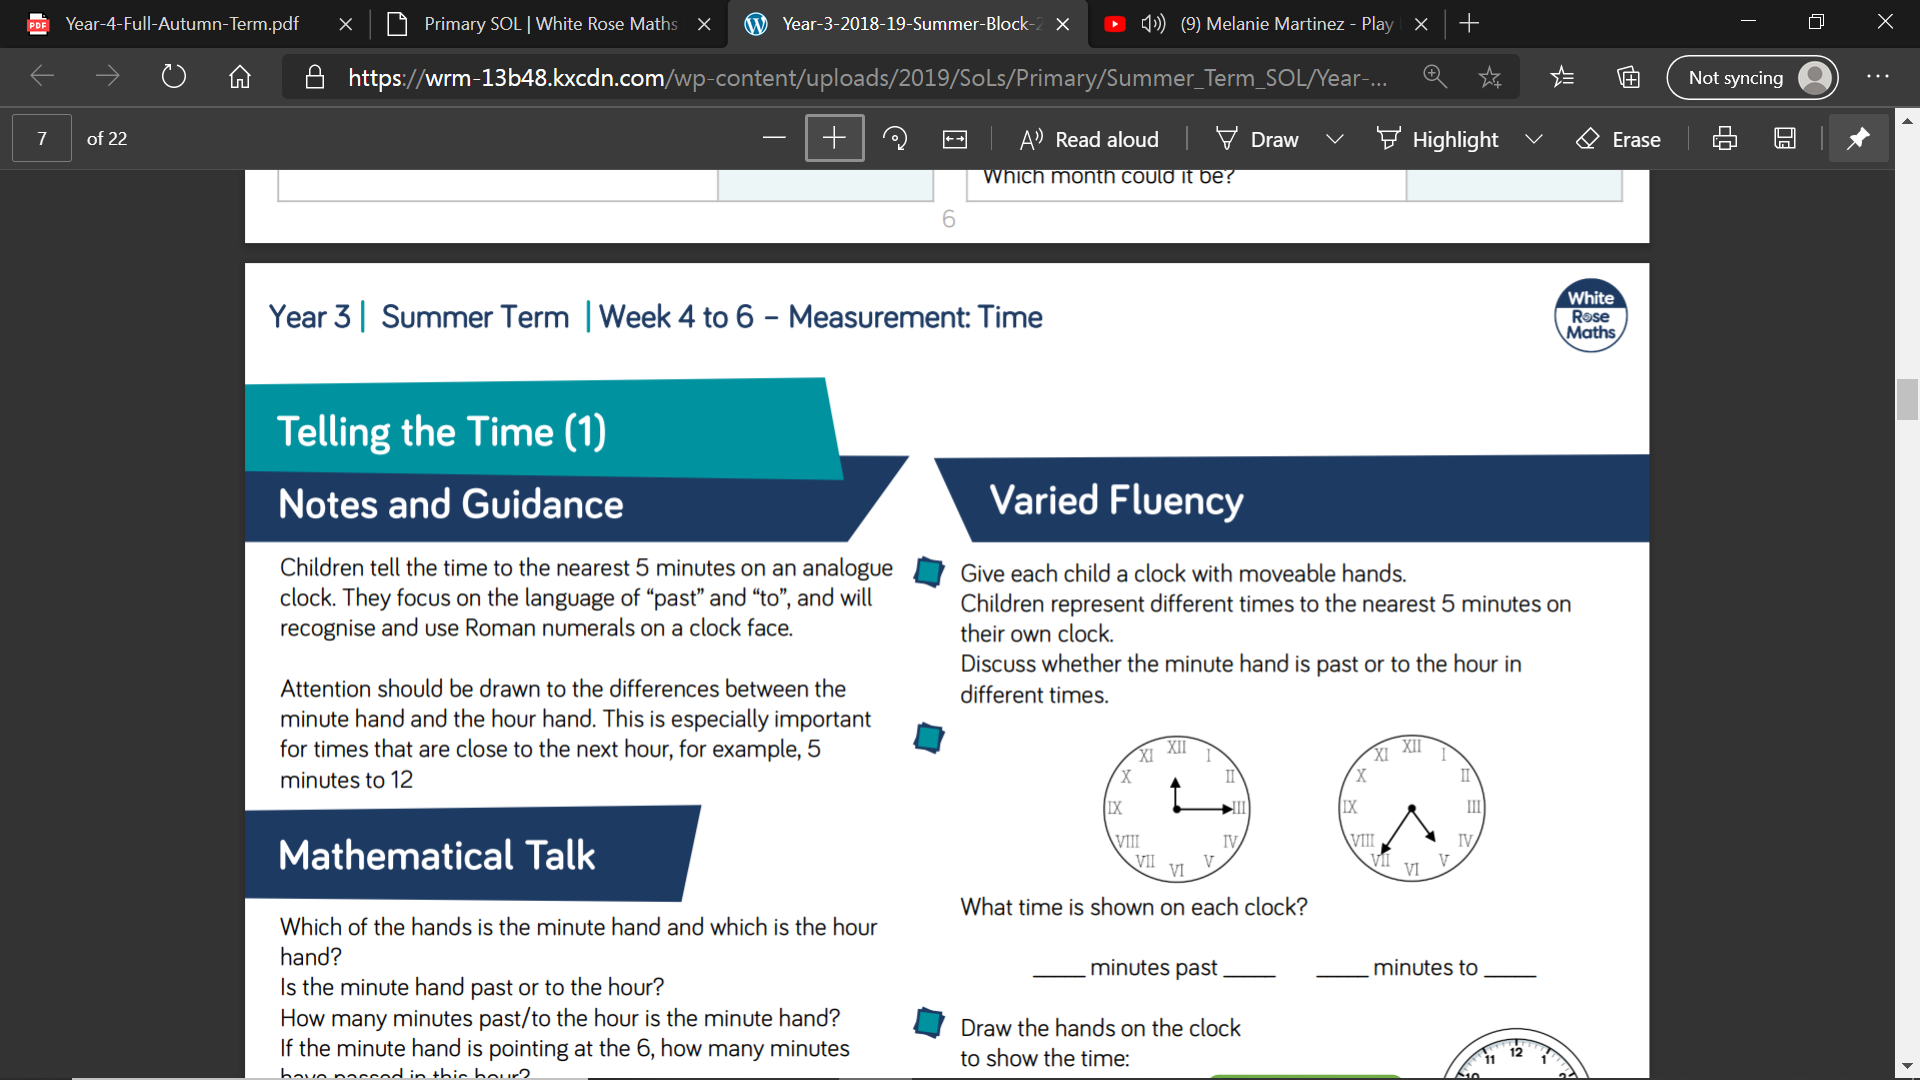 Year-4-Full-Autumn-Term.pdf
Primary SOL | White Rose Maths
Year-3-2018-19-Summer-Block-2
(9) Melanie Martinez - Play
https://wrm-13b48.kxcdn.com/wp-content/uploads/2019/SoLs/Primary/Summer_Term_SOL/Year-...
Not syncing
7 of 22
Read aloud
Draw
Highlight
Erase
Which month could it be?
6
Year 3 | Summer Term | Week 4 to 6 – Measurement: Time
White
Rose
Maths
Telling the Time (1)
Notes and Guidance
Children tell the time to the nearest 5 minutes on an analogue
clock. They focus on the language of “past” and “to”, and will
recognise and use Roman numerals on a clock face.
Attention should be drawn to the differences between the
minute hand and the hour hand. This is especially important
for times that are close to the next hour, for example, 5
minutes to 12
Mathematical Talk
Which of the hands is the minute hand and which is the hour
hand?
Is the minute hand past or to the hour?
How many minutes past/to the hour is the minute hand?
If the minute hand is pointing at the 6, how many minutes
have passed in this hour?
Varied Fluency
Give each child a clock with moveable hands.
Children represent different times to the nearest 5 minutes on
their own clock.
Discuss whether the minute hand is past or to the hour in
different times.
XII I II III IV V VI VII VIII IX X XI
XII I II III IV V VI VII VIII IX X XI
What time is shown on each clock?
_____ minutes past _____ _____ minutes to _____
Draw the hands on the clock
to show the time:
11 12 1
10 2